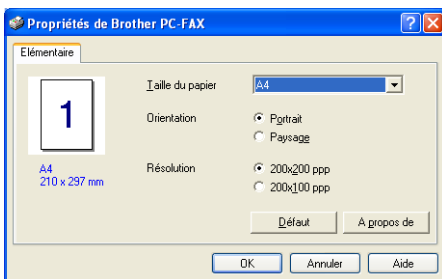 Propriétés de Brother PC-FAX
Elémentaire
1
A4
210 x 297 mm
Taille du papier
A4
Orientation
Portrait
Paysage
Résolution
200x200 ppp
200x100 ppp
Défaut
A propos de
OK
Annuler
Aide